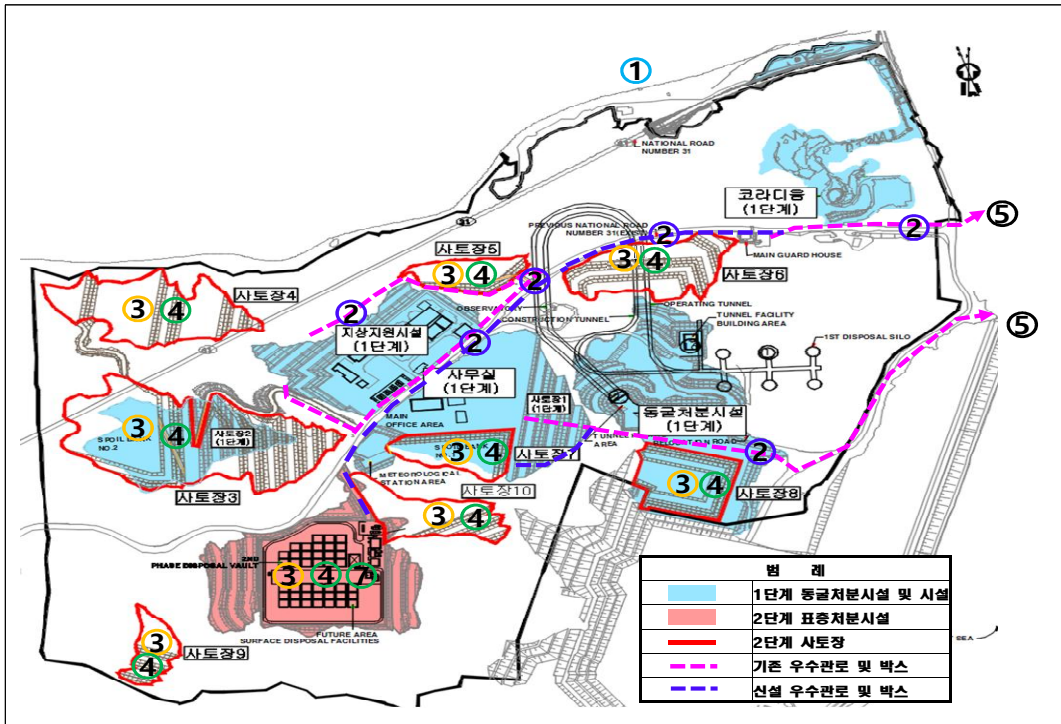 ①
NATIONAL ROAD
NUMBER 31
코라디움
(1단계)
②
⑤
PREVIOUS NATIONAL ROAD
②
MAIN GUARD HOUSE
31
사토장5
③ ④
②
③ ④
사토장6
사토장4
③ ④
②
OBSERVATORY
OPERATING TUNNEL
CONSTRUCTION TUNNEL
TUNNEL FACILITY
BUILDING AREA
⑤
지상지원시설
(1단계)
②
1ST DISPOSAL SILO
사무실
(1단계)
사토장1
(1단계)
동굴처분시설
(1단계)
MAIN
OFFICE AREA
③ ④
SPOIL BANK
NO.2
사토장2
(1단계)
사토장3
③ ④
사토장7
②
METEOROLOGICAL
STATION AREA
사토장10
③ ④
사토장8
③ ④
2ND
PHASE DISPOSAL VAULT
③ ④ ⑦
FUTURE AREA
SURFACE DISPOSAL FACILITIES
③
④
사토장9
범 례
1단계 동굴처분시설 및 시설
2단계 표층처분시설
2단계 사토장
기존 우수관로 및 박스
신설 우수관로 및 박스
SEA